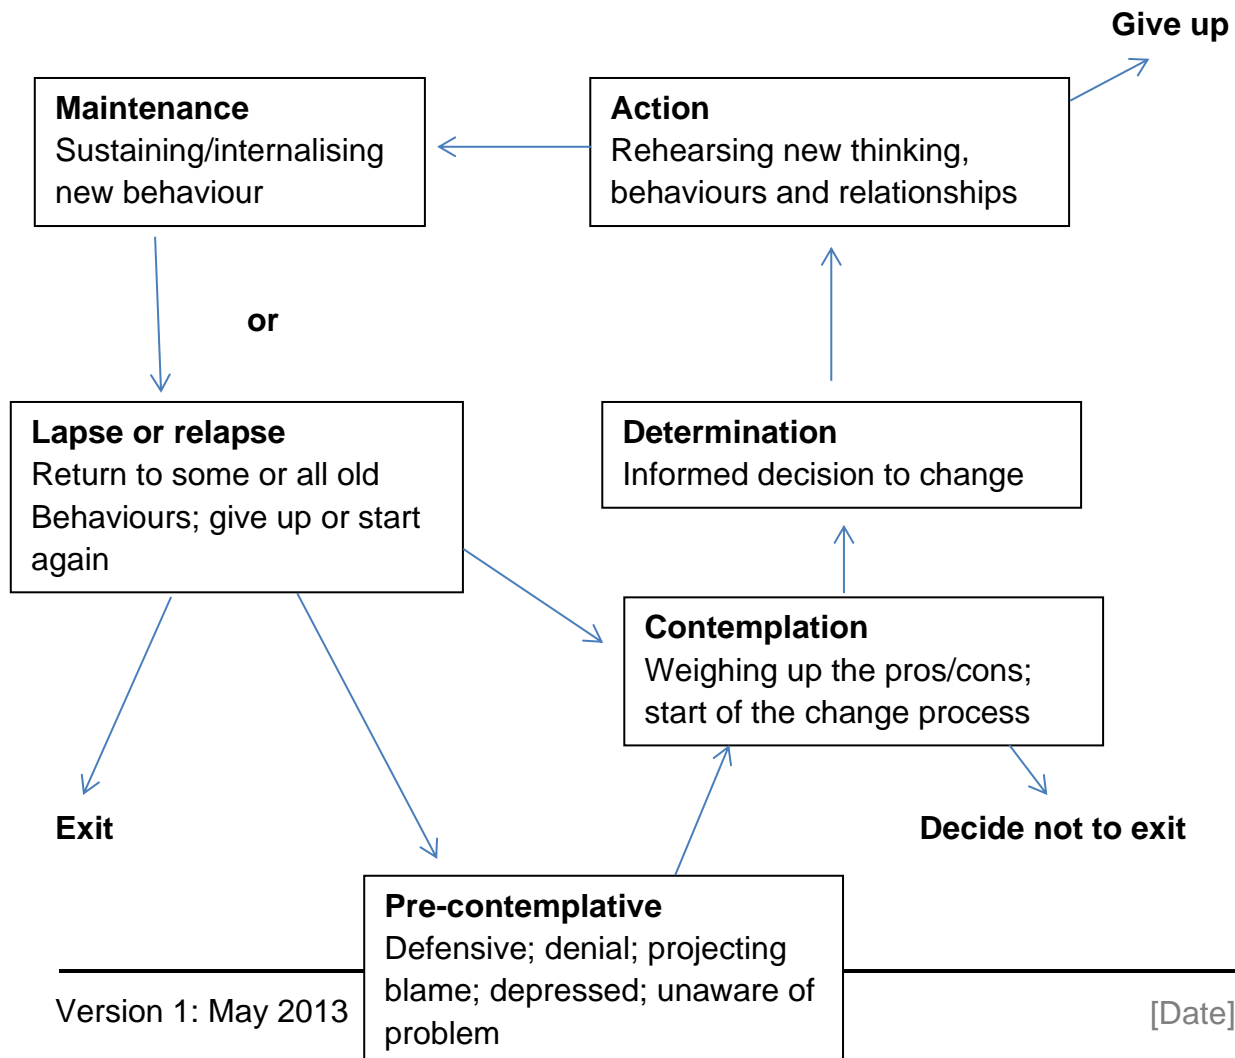 Give up
Maintenance
Sustaining/internalising
new behaviour
Action
Rehearsing new thinking,
behaviours and relationships
or
Lapse or relapse
Return to some or all old
Behaviours; give up or start
again
Determination
Informed decision to change
Contemplation
Weighing up the pros/cons;
start of the change process
Exit
Decide not to exit
Pre-contemplative
Defensive; denial; projecting
blame; depressed; unaware of
problem
Version 1: May 2013
[Date]